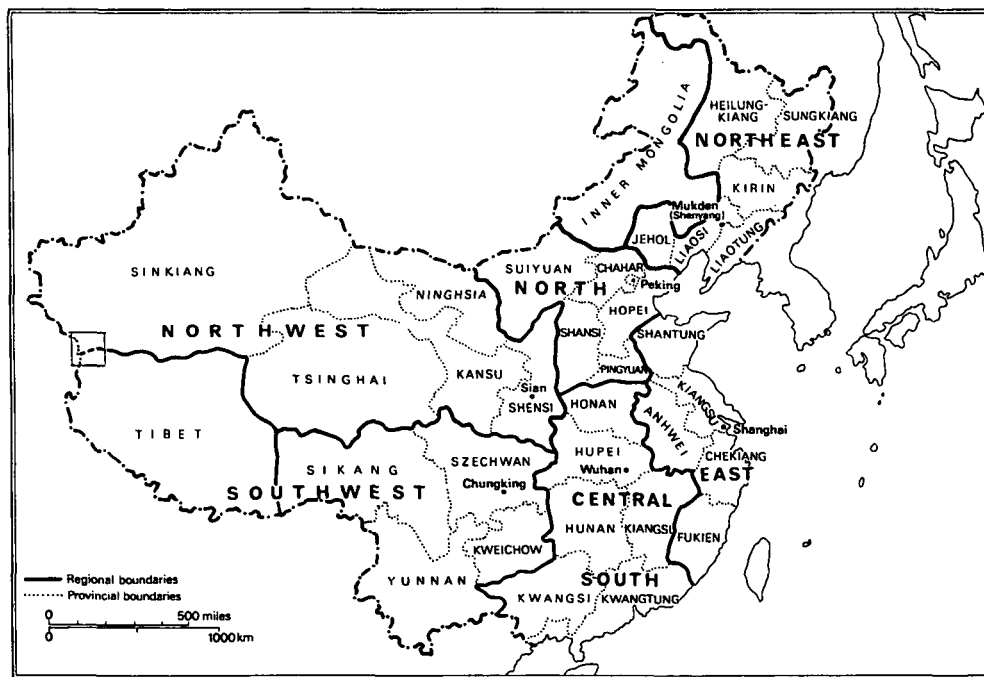 INNER MONGOLIA
HEILUNG-
KIANG
SUNGKIANG
NORTHEAST
KIRIN
Mukden
(Shenyang)
JEHOL
LIAOSI
LIAOTUNG
SINKIANG
NINGHSIA
SUIYUAN
CHAHAR
NORTH
Peking
HOPEI
NORTHWEST
SHANSI
SHANTUNG
TSINGHAI
KANSU
PINGYUAN
Sian
SHENSI
HONAN
KIANGSU
ANHWEI
Shanghai
TIBET
SIKANG
SZECHWAN
HUPEI
Wuhan
CHEKIANG
EAST
SOUTHWEST
Chungking
CENTRAL
HUNAN
KIANGSI
FUKIEN
KWEICHOW
YUNNAN
SOUTH
KWANGSI
KWANGTUNG
Regional boundaries
Provincial boundaries
0 500 miles
0 1000 km